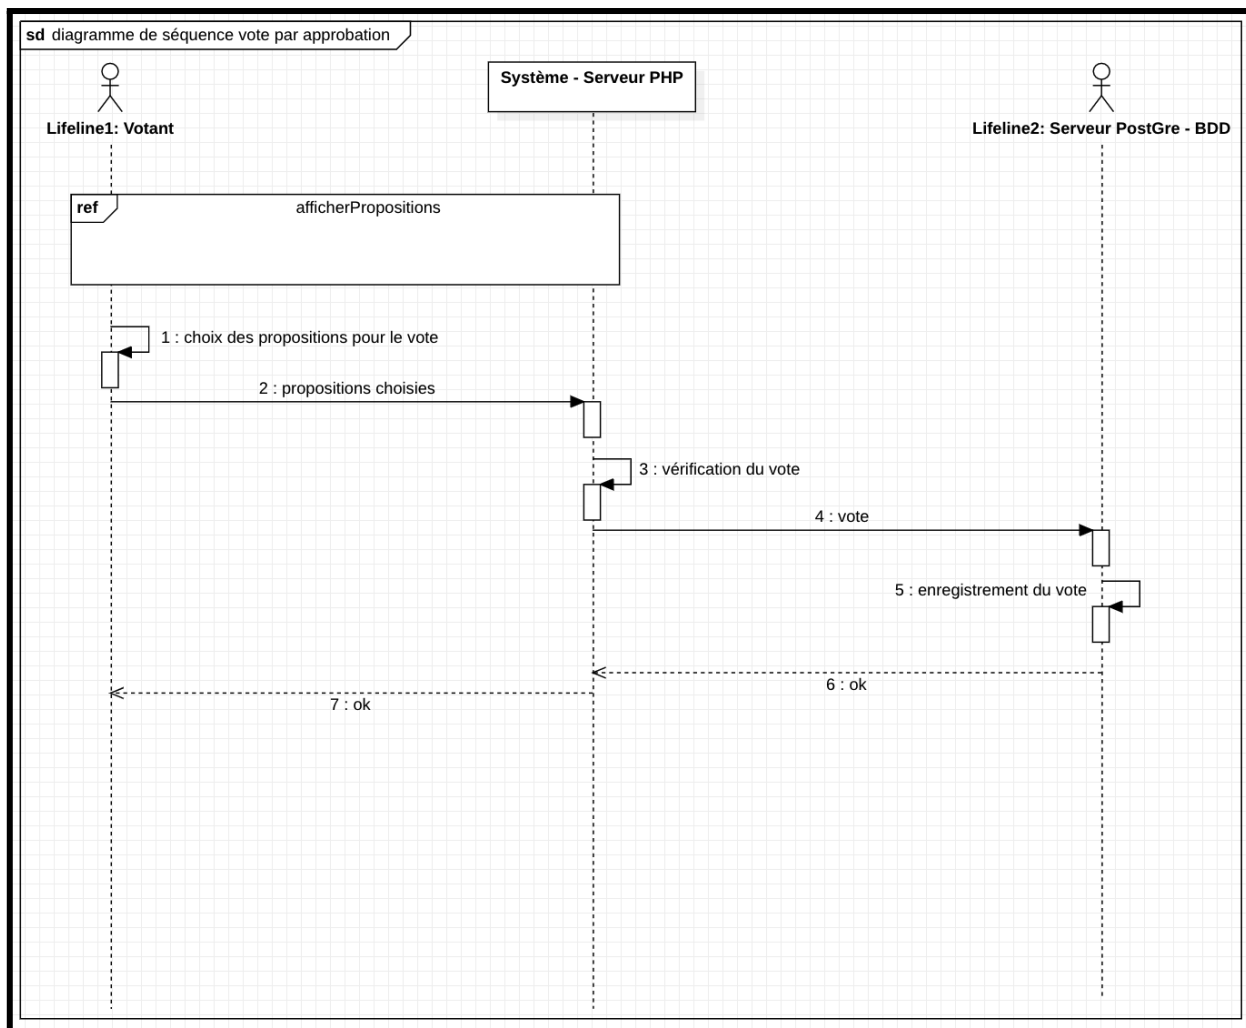 sd diagramme de séquence vote par approbation
Système - Serveur PHP
Lifeline1: Votant
Lifeline2: Serveur PostGre - BDD
ref
afficherPropositions
1 : choix des propositions pour le vote
2 : propositions choisies
3 : vérification du vote
4 : vote
5 : enregistrement du vote
6 : ok
7 : ok